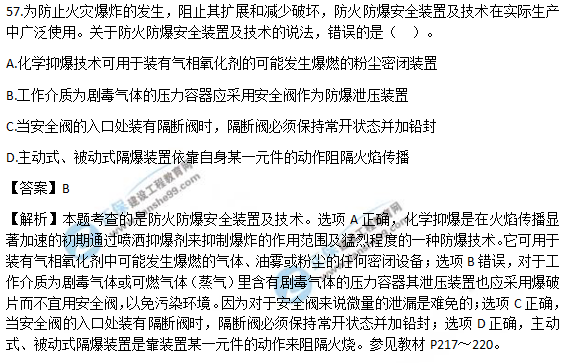 57.为防止火灾爆炸的发生，阻止其扩展和减少破坏，防火防爆安全装置及技术在实际生产
中广泛使用。关于防火防爆安全装置及技术的说法，错误的是（ ）。
A.化学抑爆技术可用于装有气相氧化剂的可能发生爆燃的粉尘密闭装置
B.工作介质为剧毒气体的压力容器应采用安全阀作为防爆泄压装置
C.当安全阀的入口处装有隔断阀时，隔断阀必须保持常开状态并加铅封
D.主动式、被动式隔爆装置依靠自身某一元件的动作阻隔火焰传播
【答案】B
【解析】本题考查的是防火防爆安全装置及技术。选项 A 正确，化学抑爆是在火焰传播显
著加速的初期通过喷洒抑爆剂来抑制爆炸的作用范围及猛烈程度的一种防爆技术。它可用于
装有气相氧化剂中可能发生爆燃的气体、油雾或粉尘的任何密闭设备；选项 B 错误，对于工
作介质为剧毒气体或可燃气体（蒸气）里含有剧毒气体的压力容器其泄压装置也应采用爆破
片而不宜用安全阀，以免污染环境。因为对于安全阀来说微量的泄漏是难免的；选项 C 正确，
当安全阀的入口处装有隔断阀时，隔断阀必须保持常开状态并加铅封；选项 D 正确，主动
式、被动式隔爆装置是靠装置某一元件的动作来阻隔火烧。参见教材 P217～220。
建设工程教育网